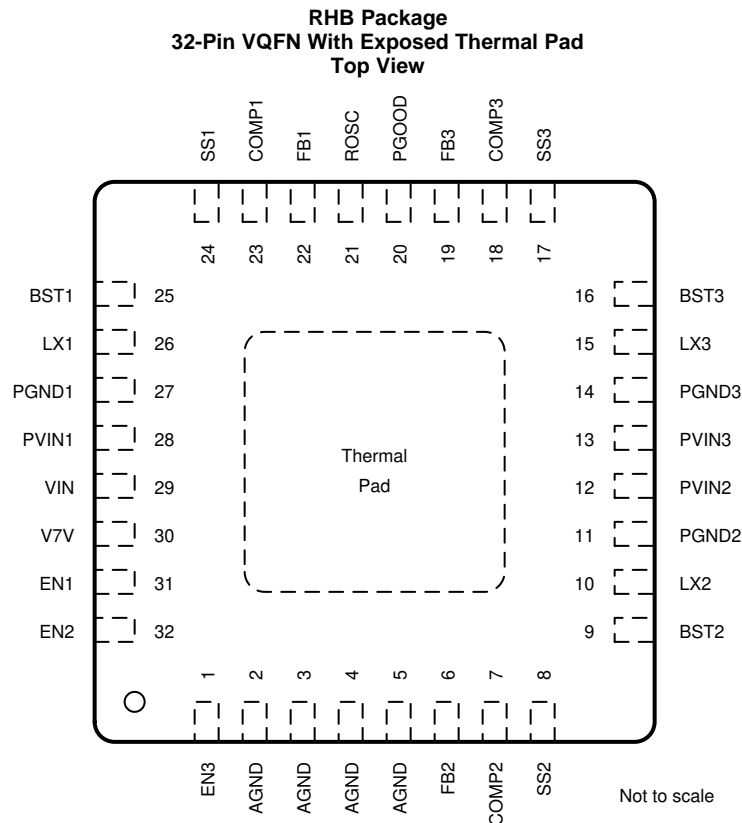 RHB Package
32-Pin VQFN With Exposed Thermal Pad
Top View
SS1
COMP1
FB1
ROSC
PGOOD
FB3
COMP3
SS3
24
23
22
21
20
19
18
17
BST1 25
LX1 26
PGND1 27
PVIN1 28
VIN 29
V7V 30
EN1 31
EN2 32
Thermal
Pad
16 BST3
15 LX3
14 PGND3
13 PVIN3
12 PVIN2
11 PGND2
10 LX2
9 BST2
1
2
3
4
5
6
7
8
EN3
AGND
AGND
AGND
AGND
FB2
COMP2
SS2
Not to scale